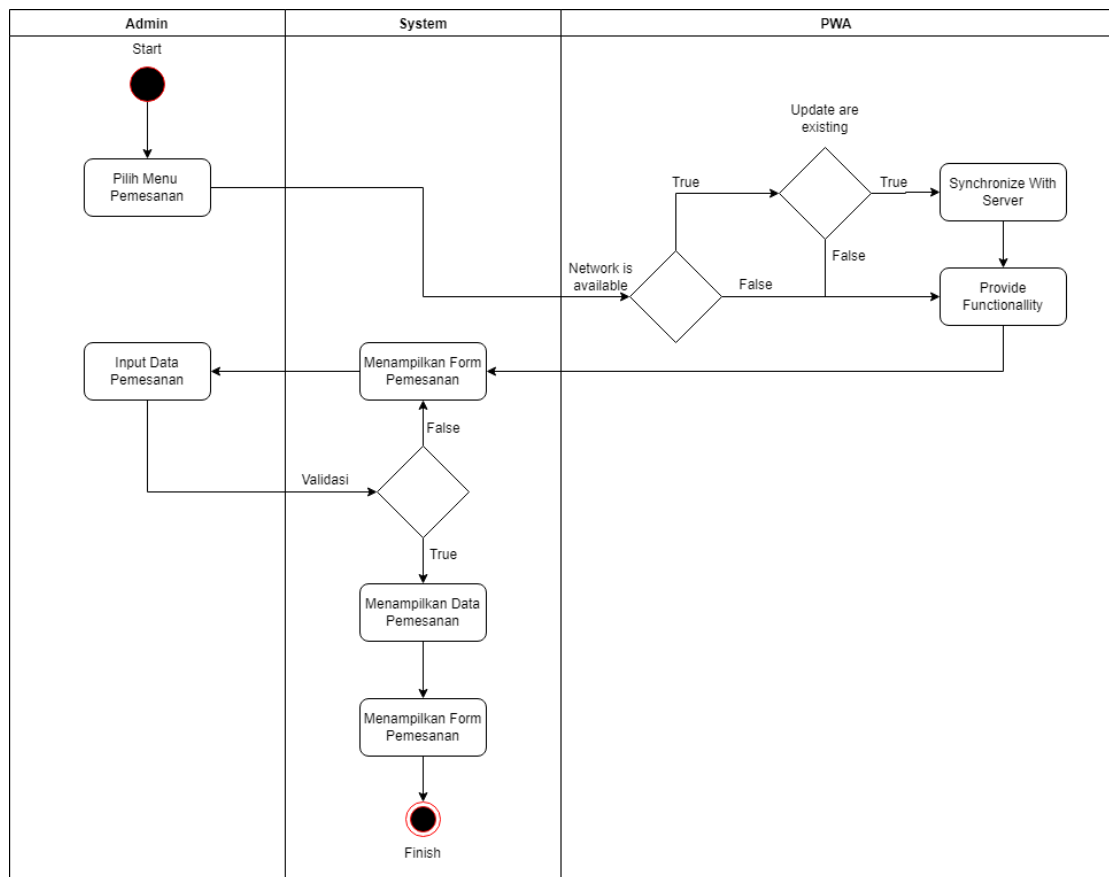 Admin
System
PWA
Start
Update are
existing
Pilih Menu
Pemesanan
True
True
Synchronize With
Server
False
Network is
available
False
Provide
Functionallity
Input Data
Pemesanan
Menampilkan Form
Pemesanan
False
Validasi
True
Menampilkan Data
Pemesanan
Menampilkan Form
Pemesanan
Finish